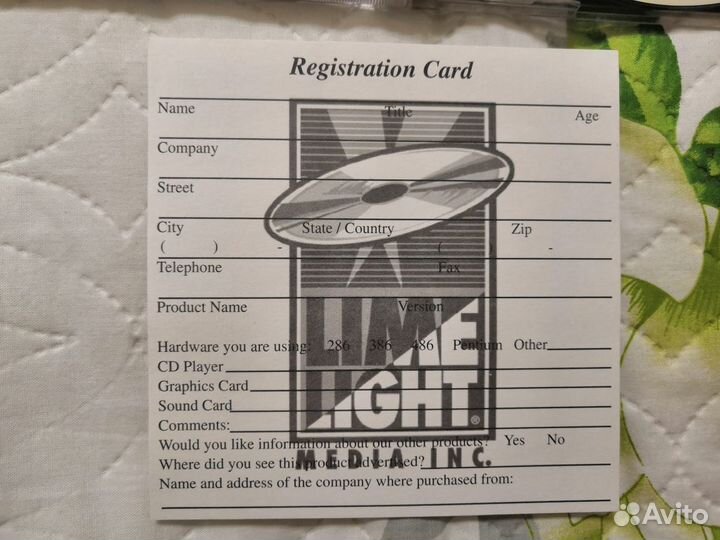 Registration Card
Name Title Age
Company
Street
City State / Country Zip
( ) - ( ) -
Telephone Fax
Product Name Version
LIME
Hardware you are using: 286 386 486 Pentium Other
CD Player
Graphics Card
LIGHT®
Sound Card
Comments:
Would you like information about our other products? Yes No
MEDIA INC.
Where did you see this product advertised?
Name and address of the company where purchased from:
Avito